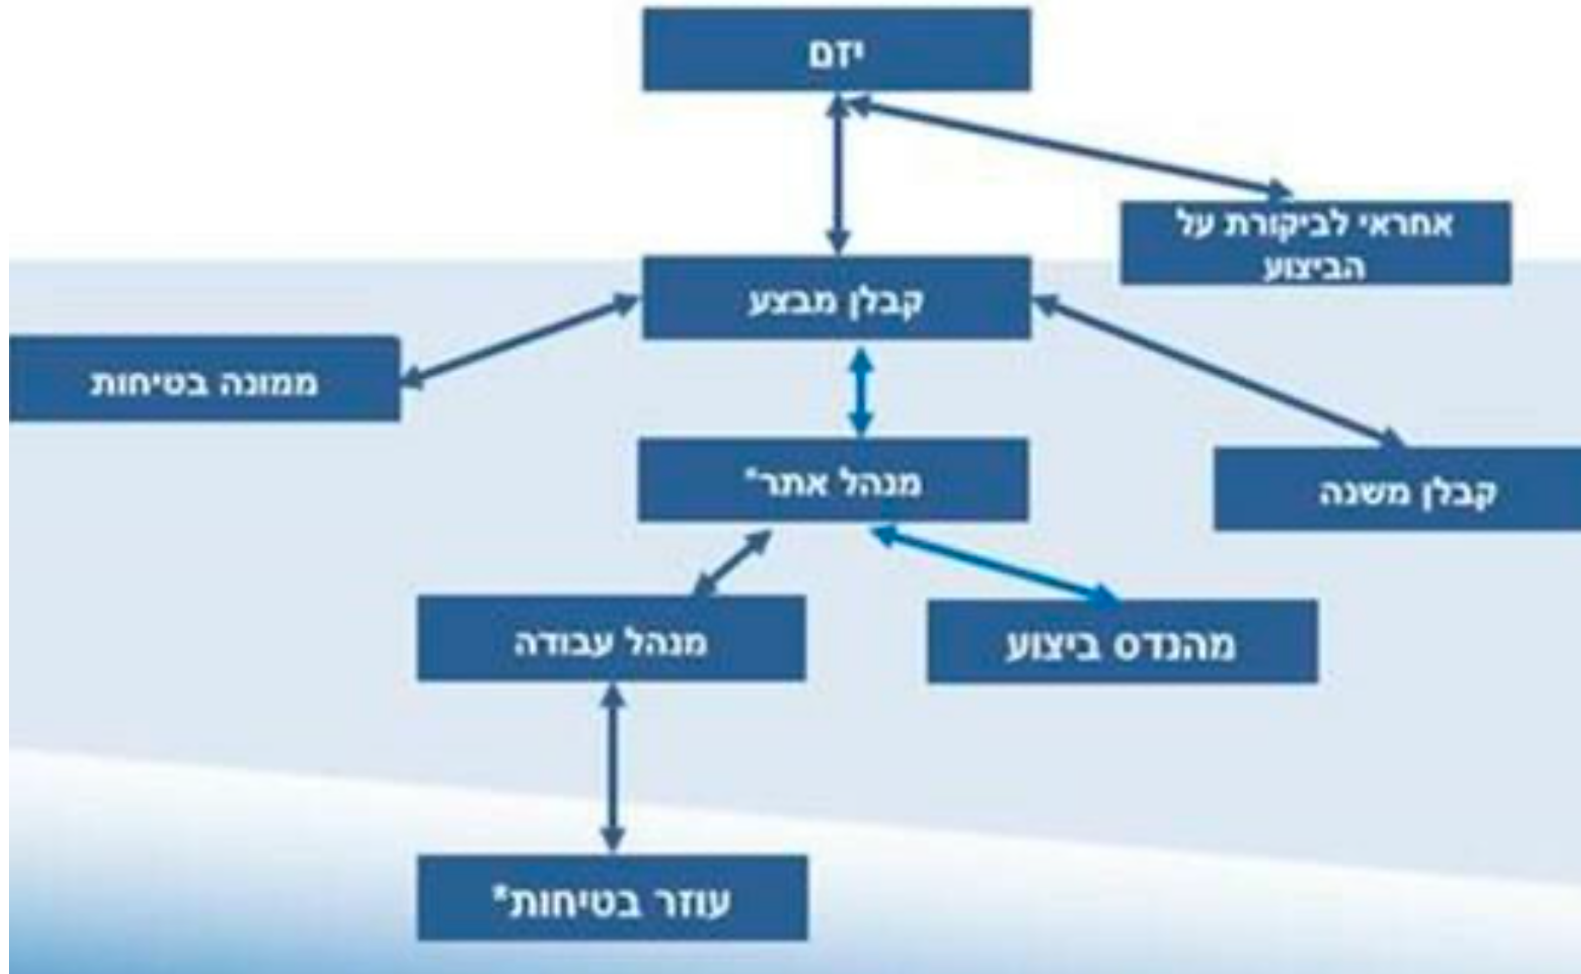 יזם
אחראי לביקורת על
הביצוע
קבלן מבצע
ממונה בטיחות
מנהל אתר*
קבלן משנה
מנהל עבודה
מהנדס ביצוע
עוזר בטיחות*